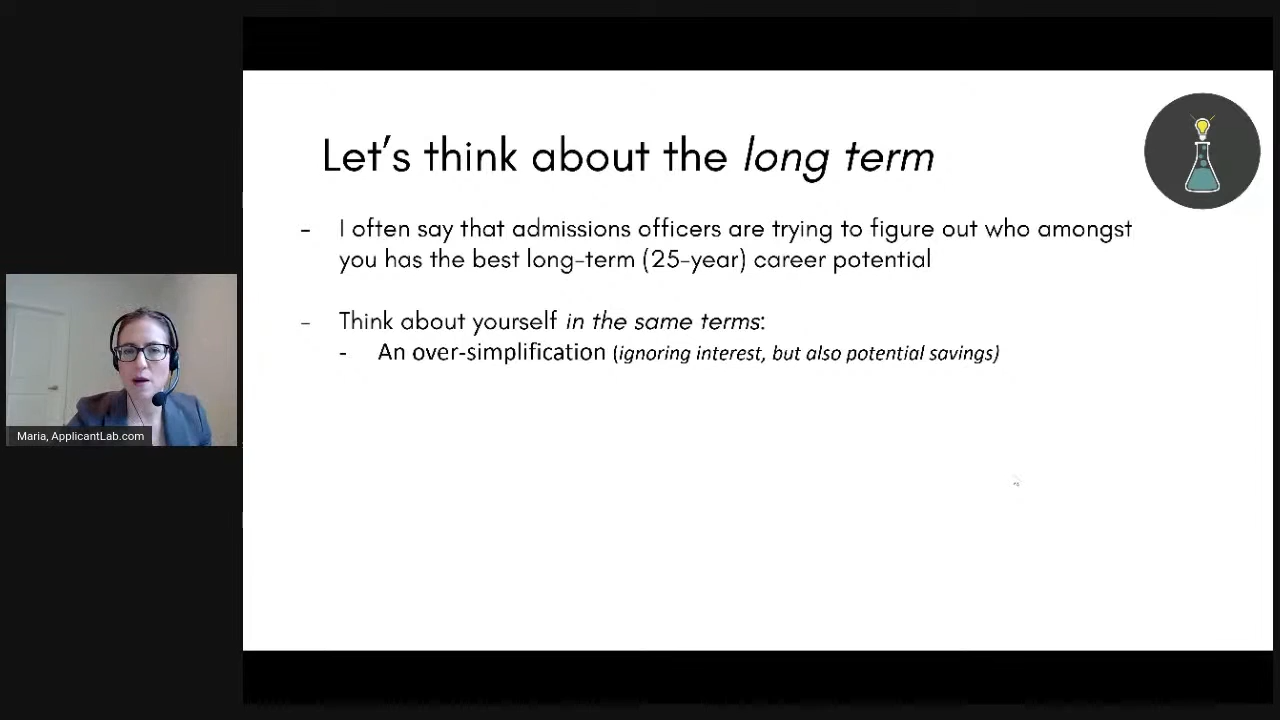 Let's think about the long term
- I often say that admissions officers are trying to figure out who amongst
you has the best long-term (25-year) career potential
- Think about yourself in the same terms:
- An over-simplification (ignoring interest, but also potential savings)
Maria, ApplicantLab.com